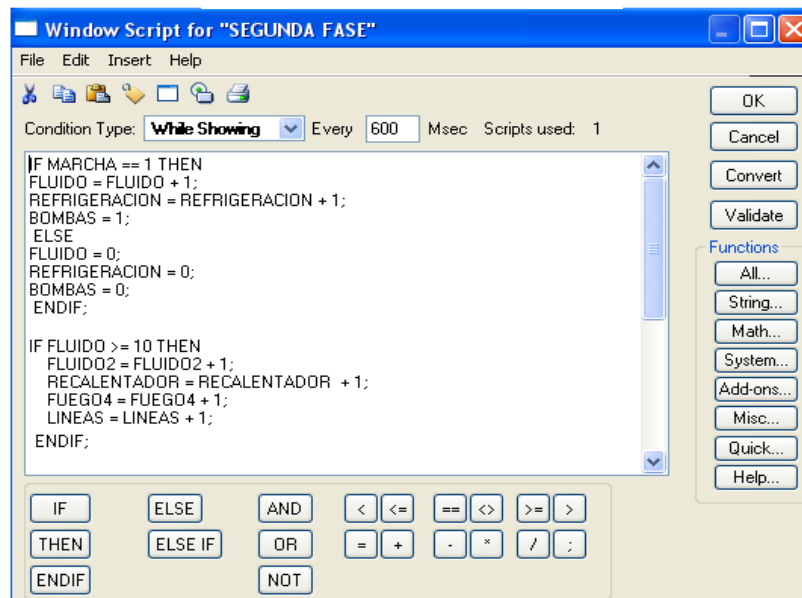 Window Script for "SEGUNDA FASE"
File Edit Insert Help
Condition Type: While Showing Every 600 Msec Scripts used: 1
IF MARCHA == 1 THEN
FLUIDO = FLUIDO + 1;
REFRIGERACION = REFRIGERACION + 1;
BOMBAS = 1;
ELSE
FLUIDO = 0;
REFRIGERACION = 0;
BOMBAS = 0;
ENDIF;
IF FLUIDO >= 10 THEN
FLUIDO2 = FLUIDO2 + 1;
RECALENTADOR = RECALENTADOR + 1;
FUEGO4 = FUEGO4 + 1;
LINEAS = LINEAS + 1;
ENDIF;
OK
Cancel
Convert
Validate
Functions
All...
String...
Math...
System...
Add-ons...
Misc...
Quick...
Help...
IF ELSE AND < <= == <> >= >
THEN ELSE IF OR = + - * / ;
ENDIF NOT